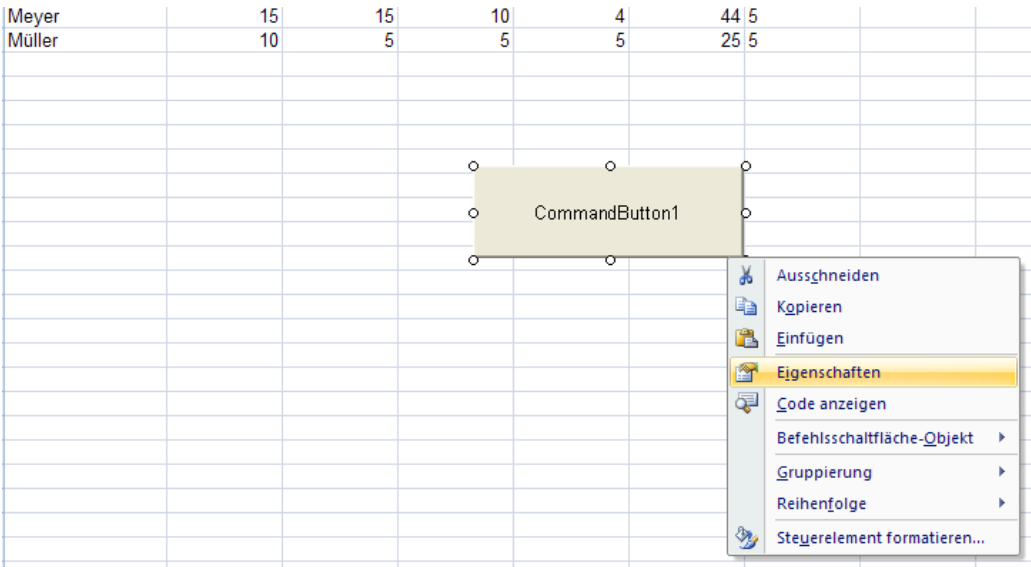 Meyer 15 15 10 4 44 5
Müller 10 5 5 5 25 5
CommandButton1
Ausschneiden
Kopieren
Einfügen
Eigenschaften
Code anzeigen
Befehlsschaltfläche-Objekt
Gruppierung
Reihenfolge
Steuerelement formatieren...